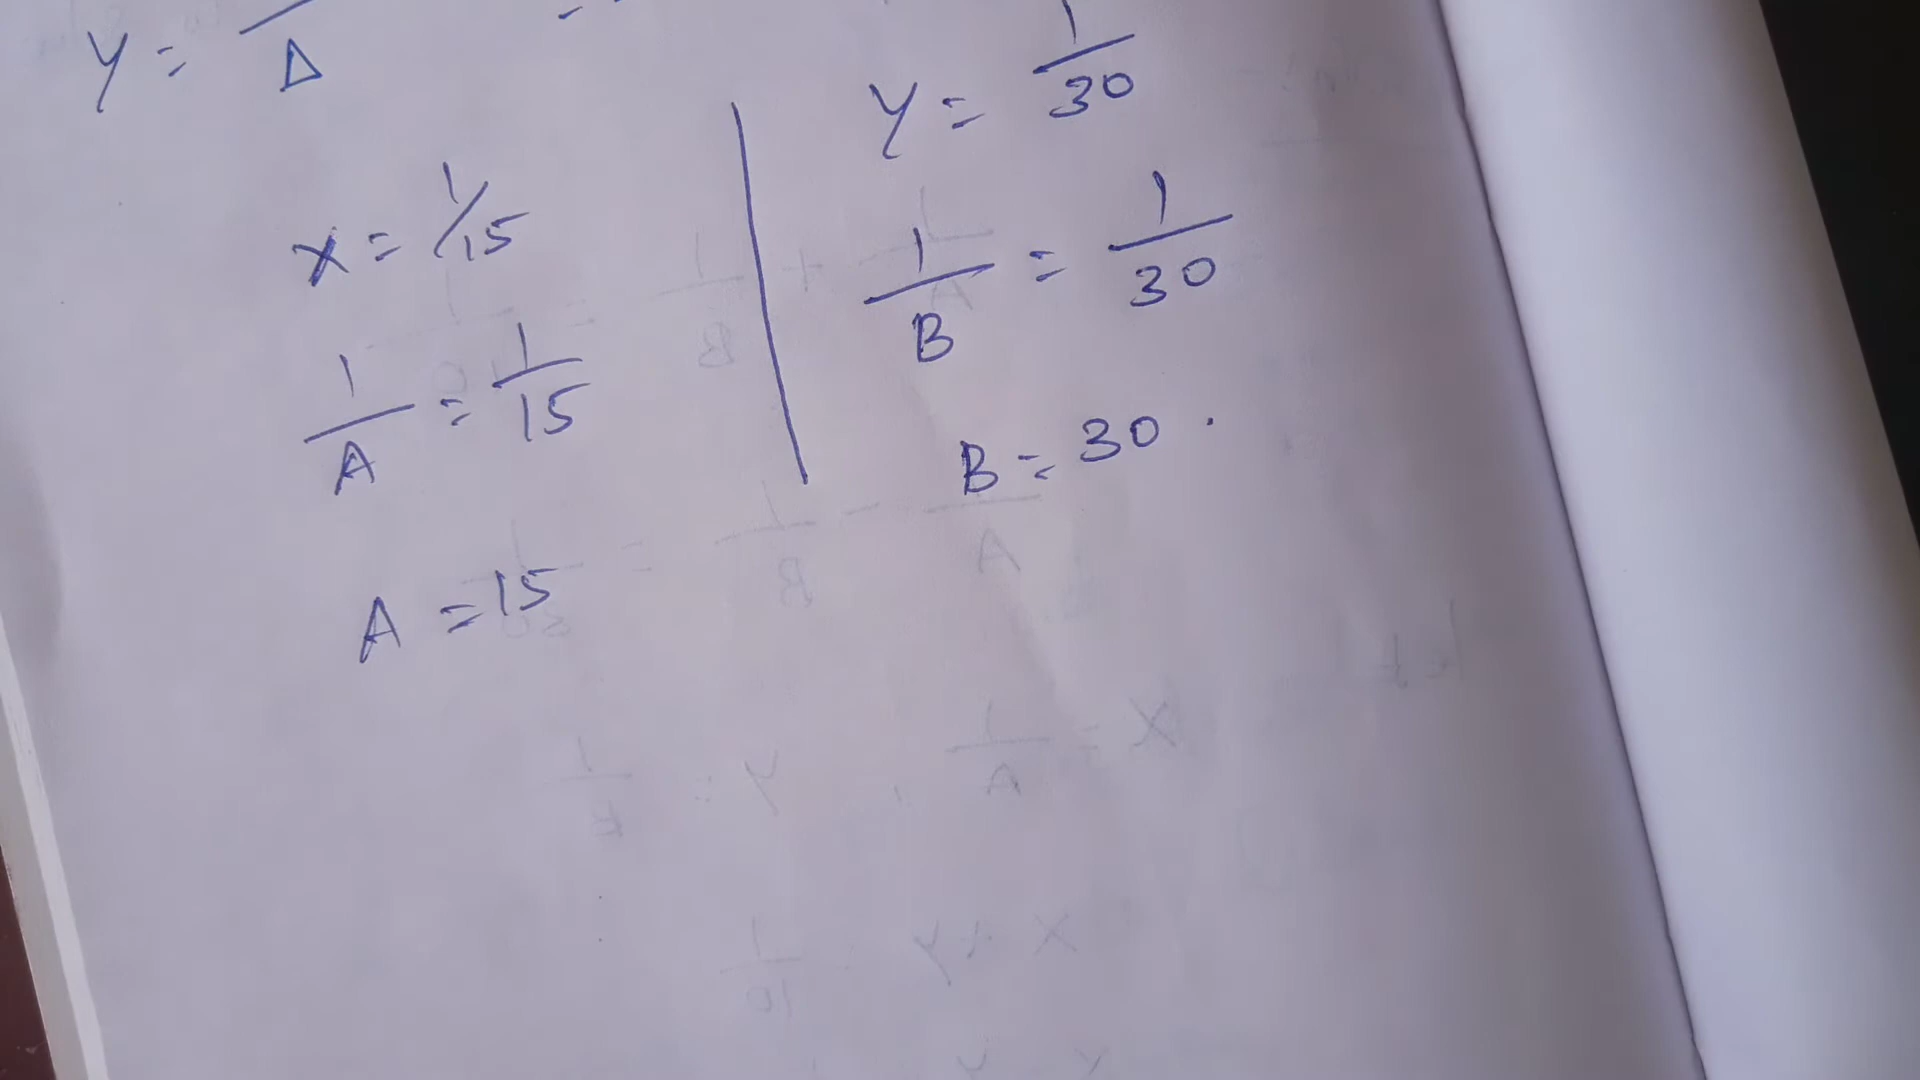 Y = — / Δ
x = 1/15
1/A = 1/15
A = 15
Y = 1/30
1/B = 1/30
B = 30 .